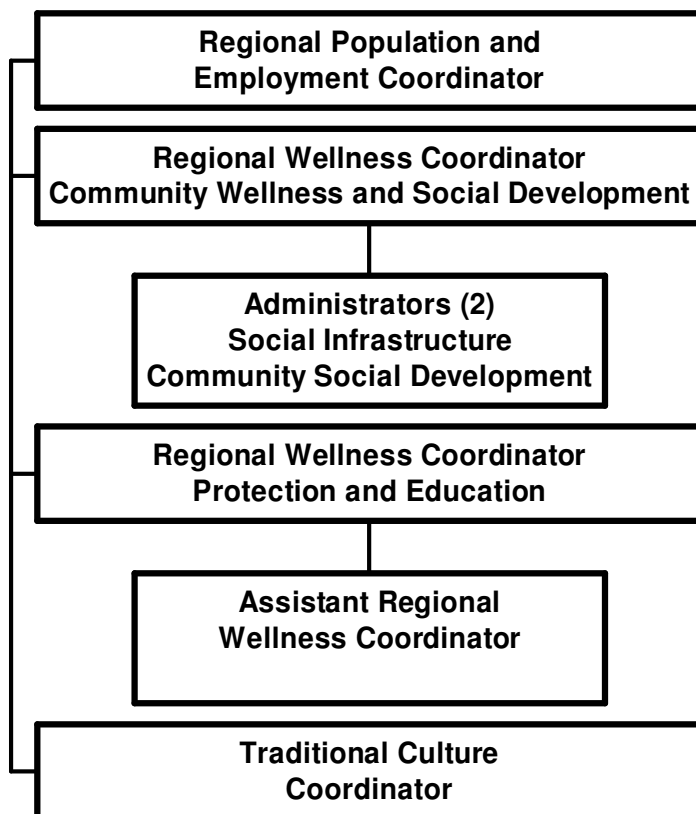 Regional Population and
Employment Coordinator
Regional Wellness Coordinator
Community Wellness and Social Development
Administrators (2)
Social Infrastructure
Community Social Development
Regional Wellness Coordinator
Protection and Education
Assistant Regional
Wellness Coordinator
Traditional Culture
Coordinator